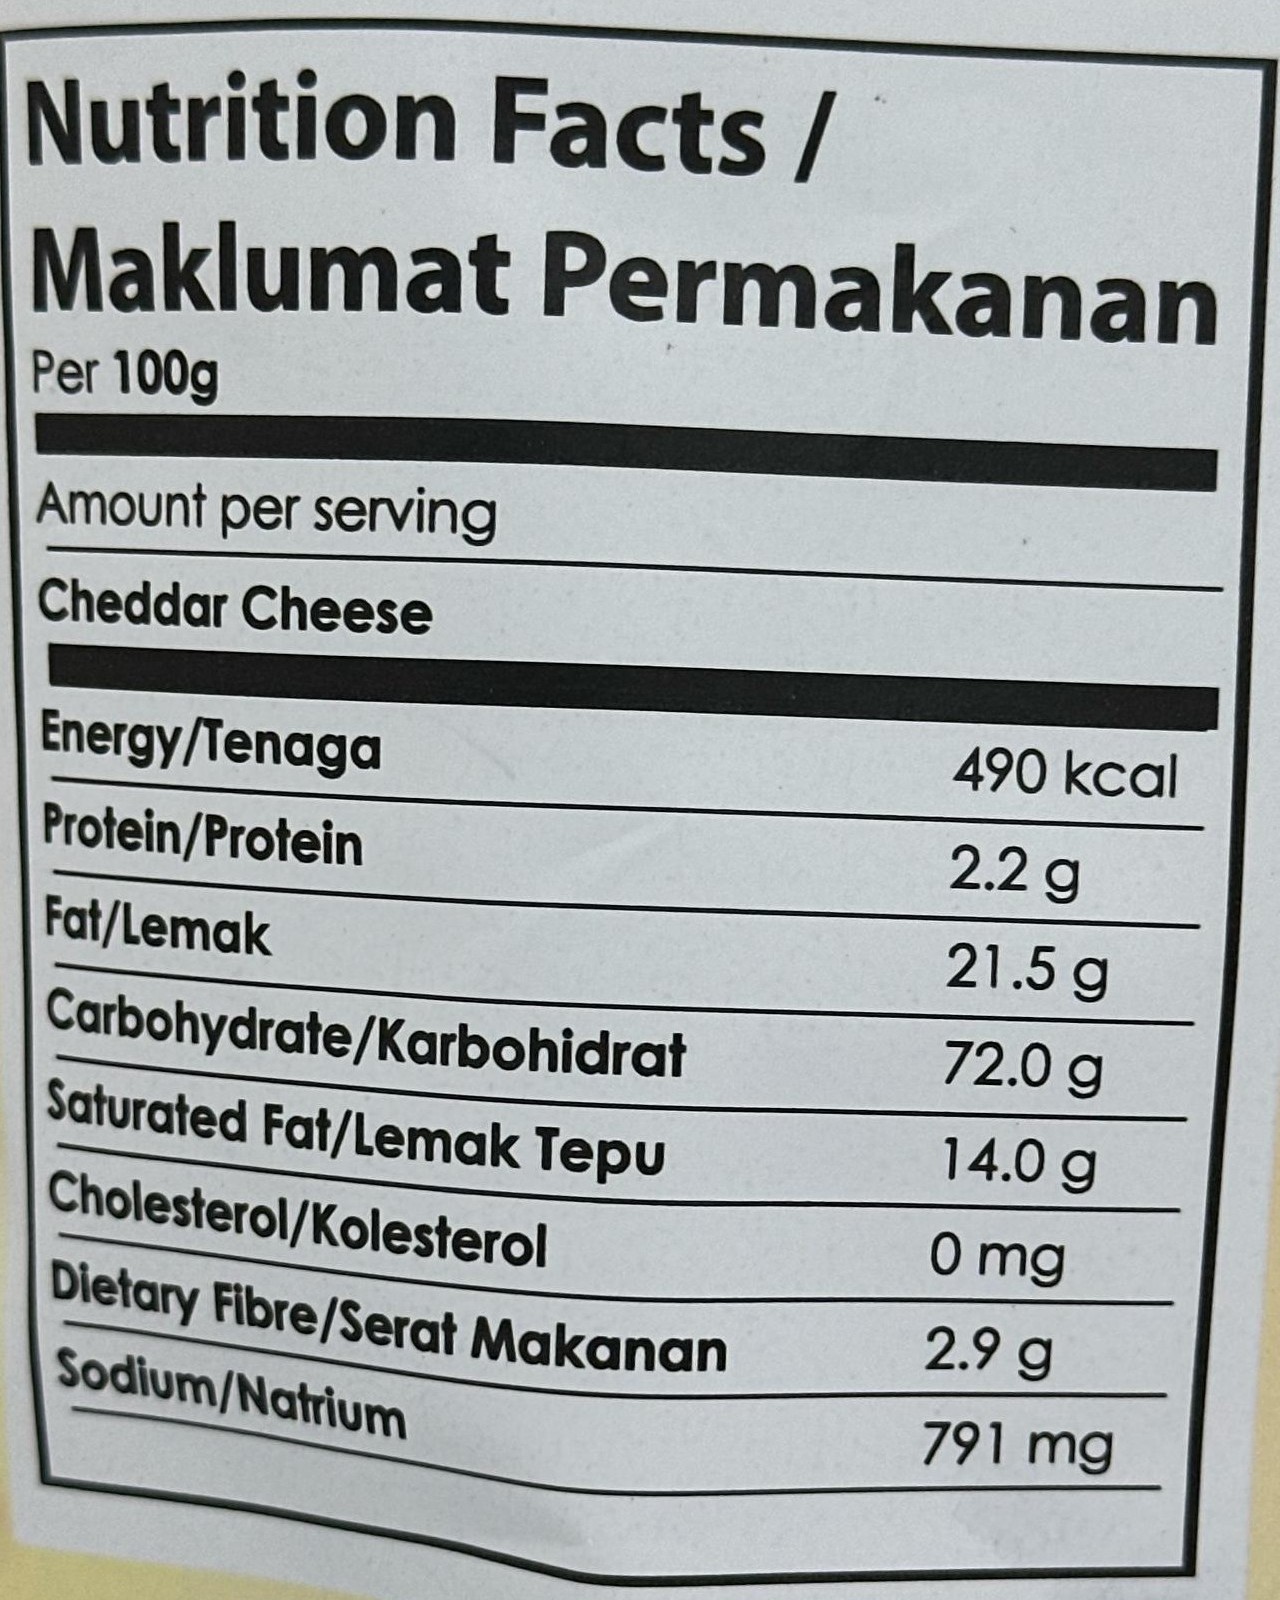 Nutrition Facts /
Maklumat Permakanan
Per 100g
Amount per serving
Cheddar Cheese
Energy/Tenaga 490 kcal
Protein/Protein 2.2 g
Fat/Lemak 21.5 g
Carbohydrate/Karbohidrat 72.0 g
Saturated Fat/Lemak Tepu 14.0 g
Cholesterol/Kolesterol 0 mg
Dietary Fibre/Serat Makanan 2.9 g
Sodium/Natrium 791 mg